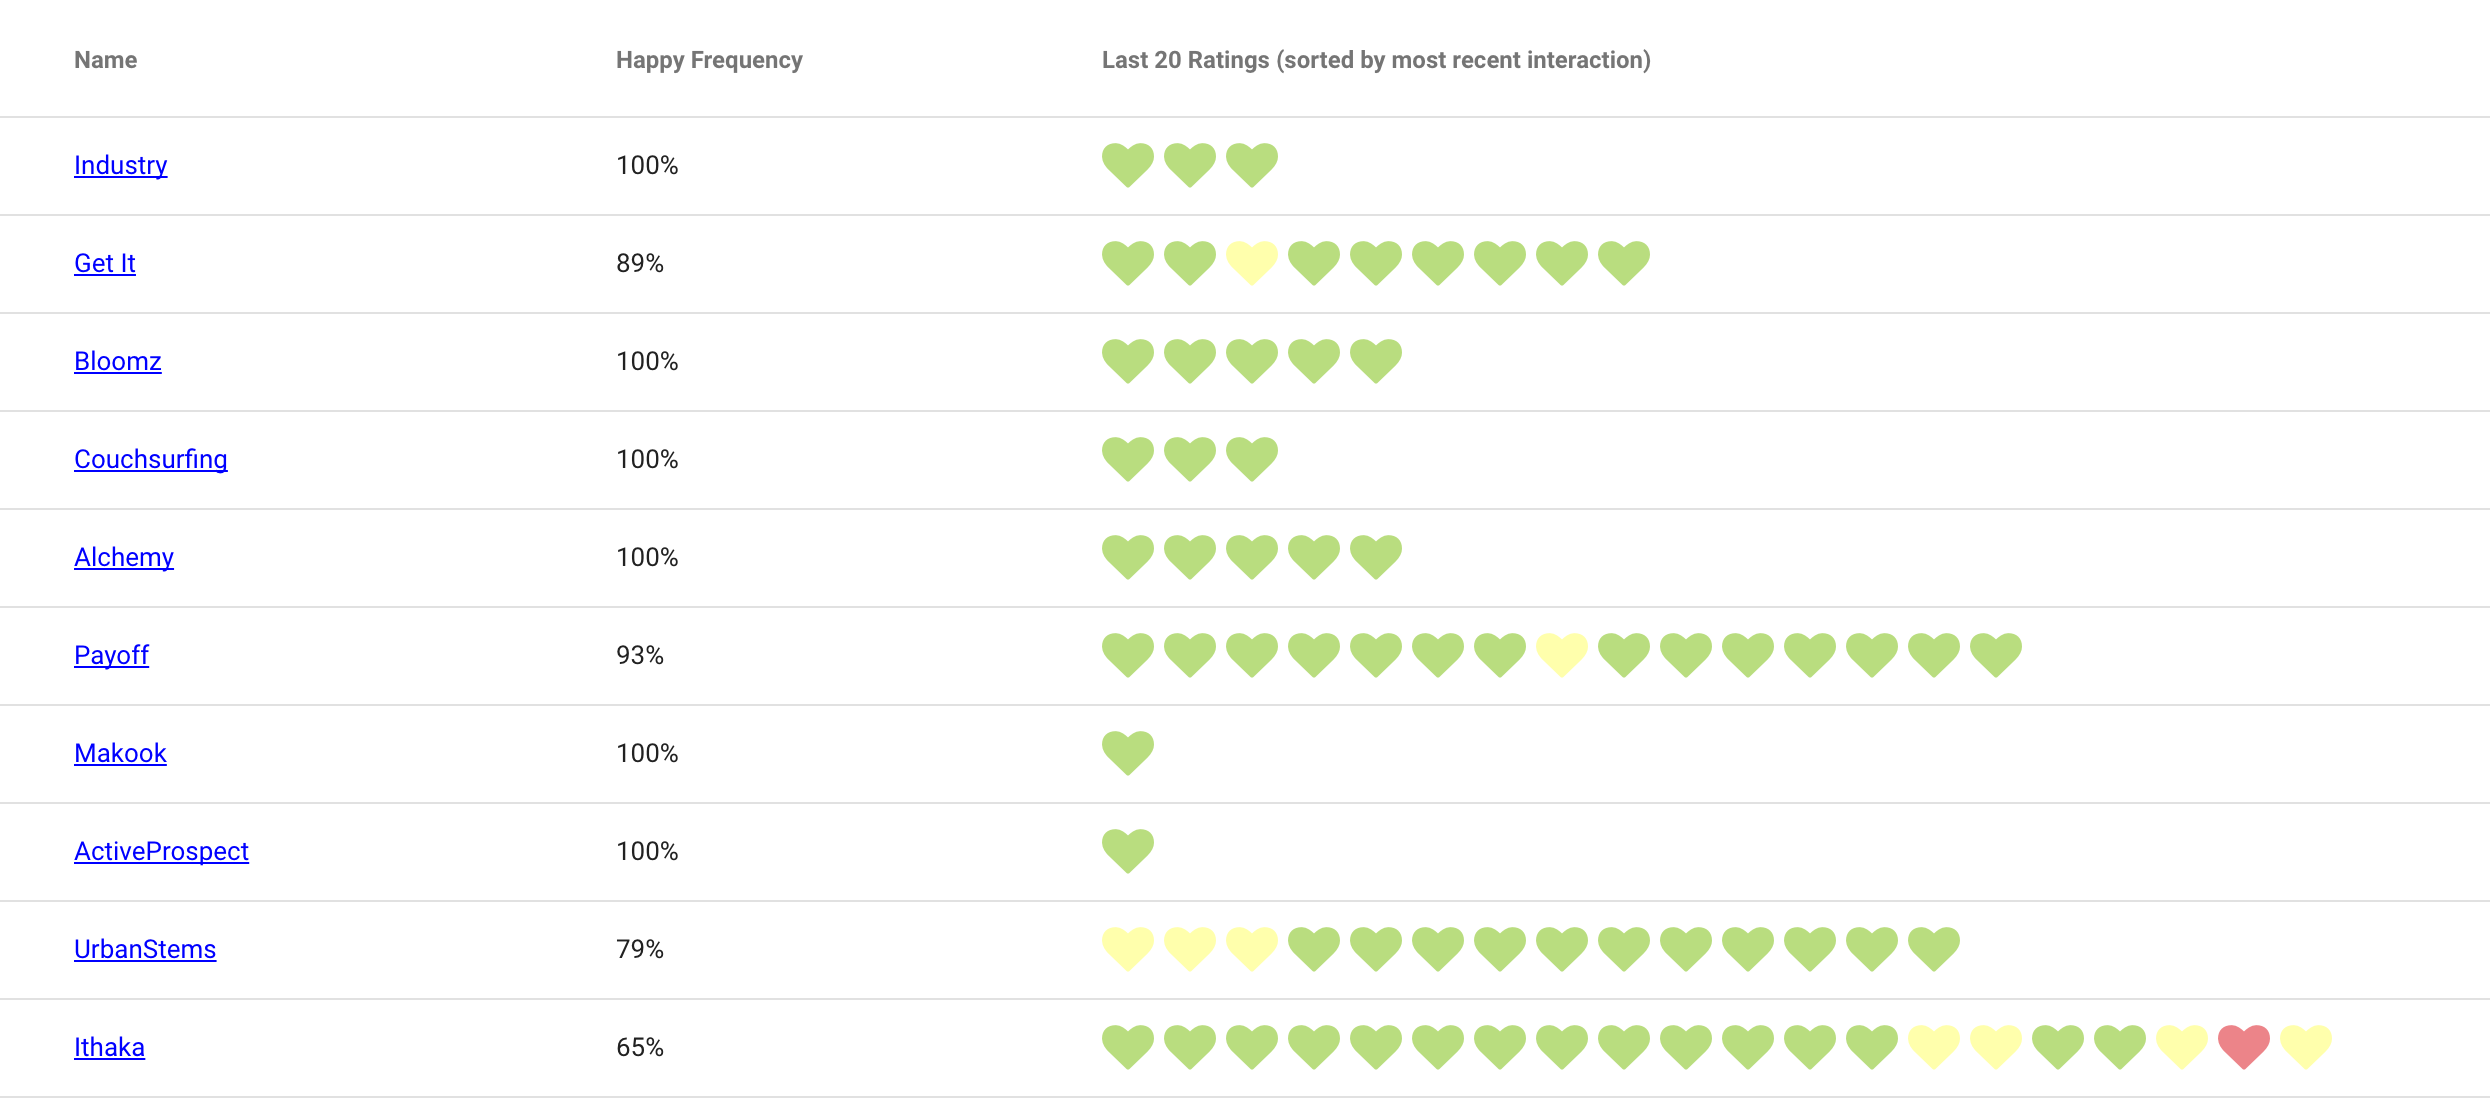 Name Happy Frequency Last 20 Ratings (sorted by most recent interaction)
Industry 100%
Get It 89%
Bloomz 100%
Couchsurfing 100%
Alchemy 100%
Payoff 93%
Makook 100%
ActiveProspect 100%
UrbanStems 79%
Ithaka 65%